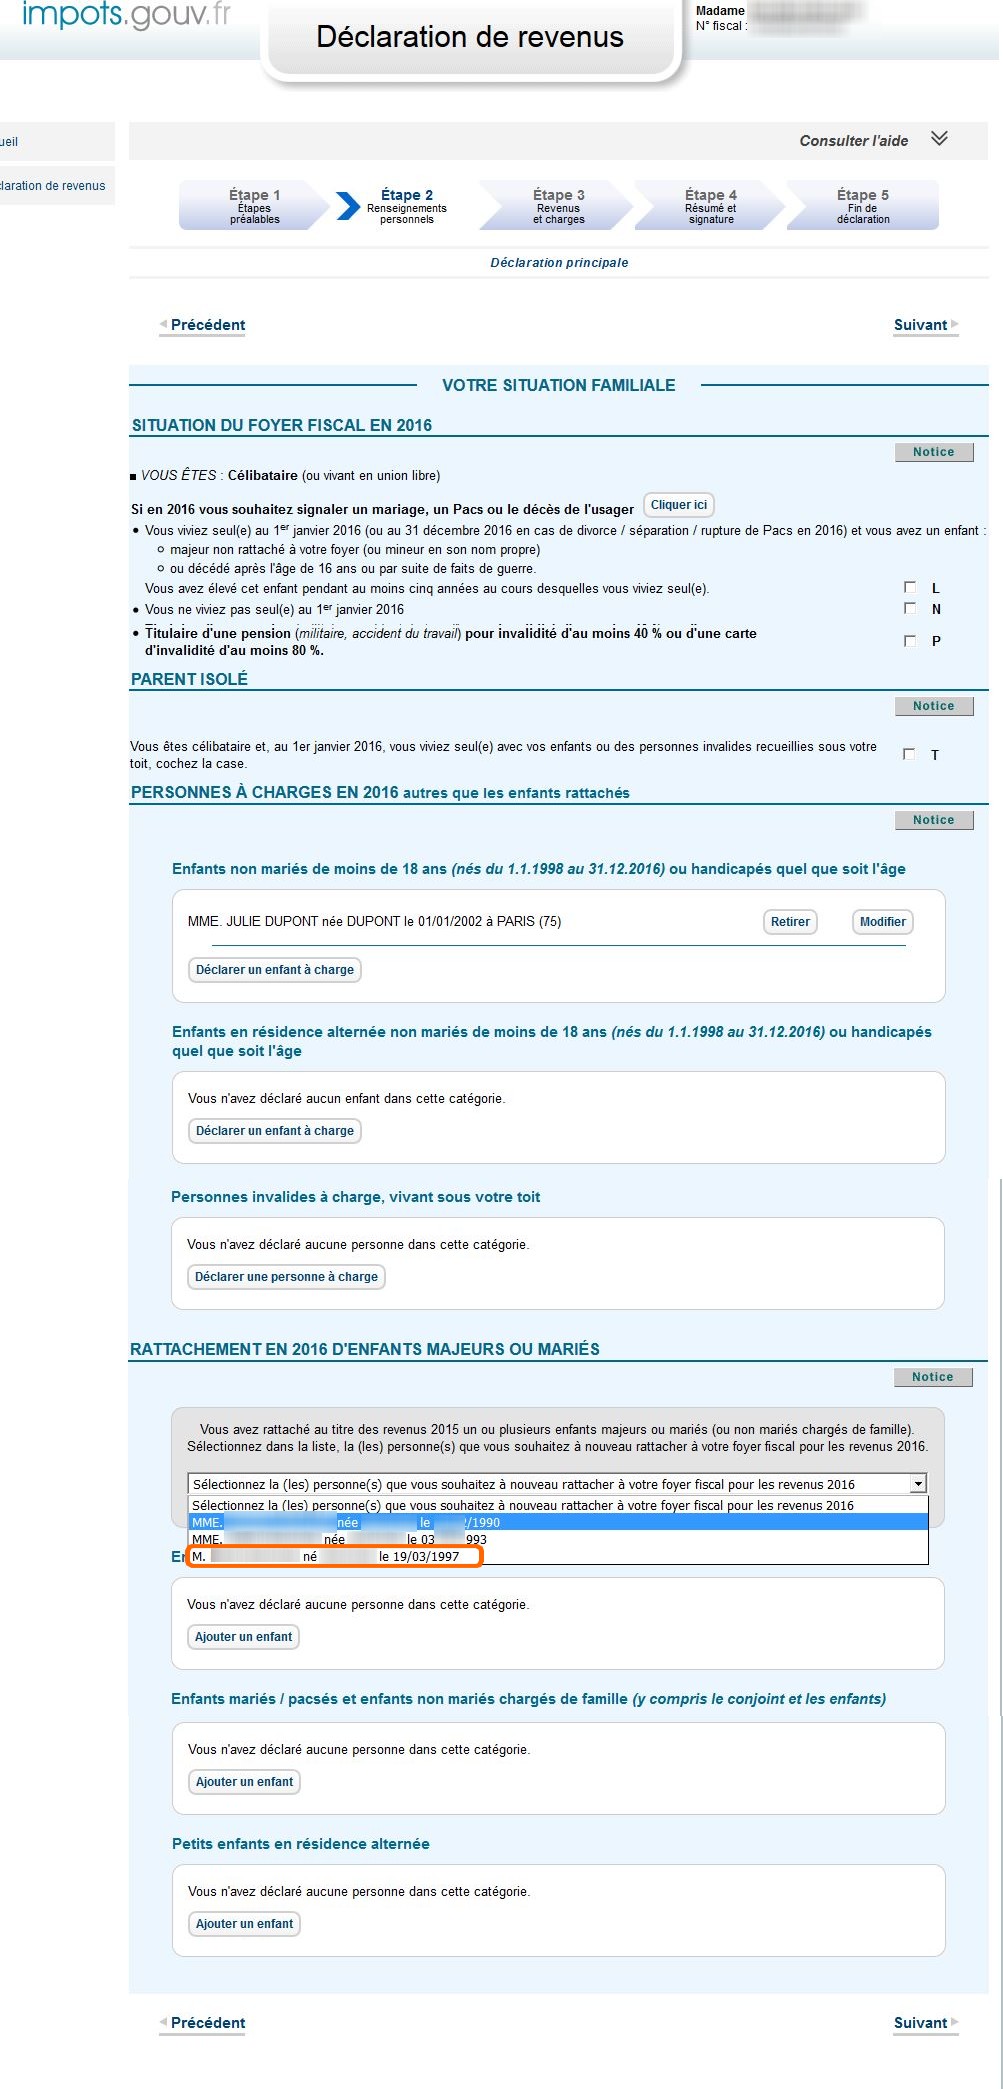 impots.gouv.fr
Déclaration de revenus
Madame
N° fiscal :
ueil
Consulter l'aide
claration de revenus
Étape 1
Étapes
préalables
Étape 2
Renseignements
personnels
Étape 3
Revenus
et charges
Étape 4
Résumé et
signature
Étape 5
Fin de
déclaration
Déclaration principale
Précédent
Suivant
VOTRE SITUATION FAMILIALE
SITUATION DU FOYER FISCAL EN 2016
Notice
VOUS ÊTES : Célibataire (ou vivant en union libre)
Si en 2016 vous souhaitez signaler un mariage, un Pacs ou le décès de l'usager
Cliquer ici
• Vous viviez seul(e) au 1er janvier 2016 (ou au 31 décembre 2016 en cas de divorce / séparation / rupture de Pacs en 2016) et vous avez un enfant :
majeur non rattaché à votre foyer (ou mineur en son nom propre)
ou décédé après l'âge de 16 ans ou par suite de faits de guerre.
Vous avez élevé cet enfant pendant au moins cinq années au cours desquelles vous viviez seul(e).
L
• Vous ne viviez pas seul(e) au 1er janvier 2016
N
• Titulaire d'une pension (militaire, accident du travail) pour invalidité d'au moins 40 % ou d'une carte
d'invalidité d'au moins 80 %.
P
PARENT ISOLÉ
Notice
Vous êtes célibataire et, au 1er janvier 2016, vous viviez seul(e) avec vos enfants ou des personnes invalides recueillies sous votre
toit, cochez la case.
T
PERSONNES À CHARGES EN 2016 autres que les enfants rattachés
Notice
Enfants non mariés de moins de 18 ans (nés du 1.1.1998 au 31.12.2016) ou handicapés quel que soit l'âge
MME. JULIE DUPONT née DUPONT le 01/01/2002 à PARIS (75)
Retirer
Modifier
Déclarer un enfant à charge
Enfants en résidence alternée non mariés de moins de 18 ans (nés du 1.1.1998 au 31.12.2016) ou handicapés
quel que soit l'âge
Vous n'avez déclaré aucun enfant dans cette catégorie.
Déclarer un enfant à charge
Personnes invalides à charge, vivant sous votre toit
Vous n'avez déclaré aucune personne dans cette catégorie.
Déclarer une personne à charge
RATTACHEMENT EN 2016 D'ENFANTS MAJEURS OU MARIÉS
Notice
Vous avez rattaché au titre des revenus 2015 un ou plusieurs enfants majeurs ou mariés (ou non mariés chargés de famille).
Sélectionnez dans la liste, la (les) personne(s) que vous souhaitez à nouveau rattacher à votre foyer fiscal pour les revenus 2016.
Sélectionnez la (les) personne(s) que vous souhaitez à nouveau rattacher à votre foyer fiscal pour les revenus 2016
Sélectionnez la (les) personne(s) que vous souhaitez à nouveau rattacher à votre foyer fiscal pour les revenus 2016
MME. née le /1990
MME. née le 03 993
En
M. né le 19/03/1997
Vous n'avez déclaré aucune personne dans cette catégorie.
Ajouter un enfant
Enfants mariés / pacsés et enfants non mariés chargés de famille (y compris le conjoint et les enfants)
Vous n'avez déclaré aucune personne dans cette catégorie.
Ajouter un enfant
Petits enfants en résidence alternée
Vous n'avez déclaré aucune personne dans cette catégorie.
Ajouter un enfant
Précédent
Suivant